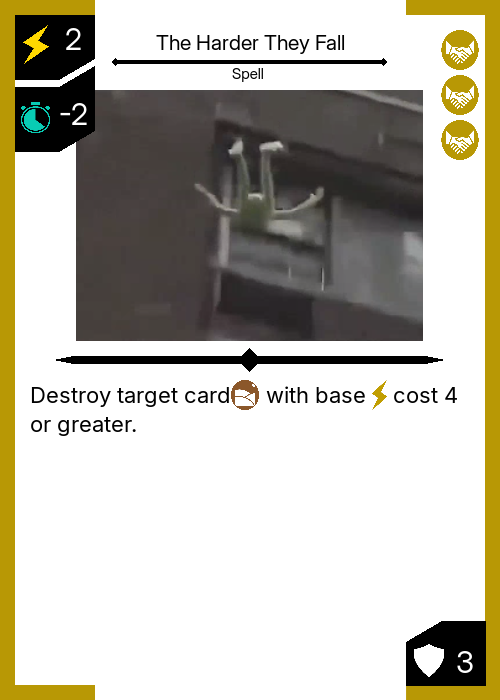 2
The Harder They Fall
Spell
-2
Destroy target card with base cost 4
or greater.
3